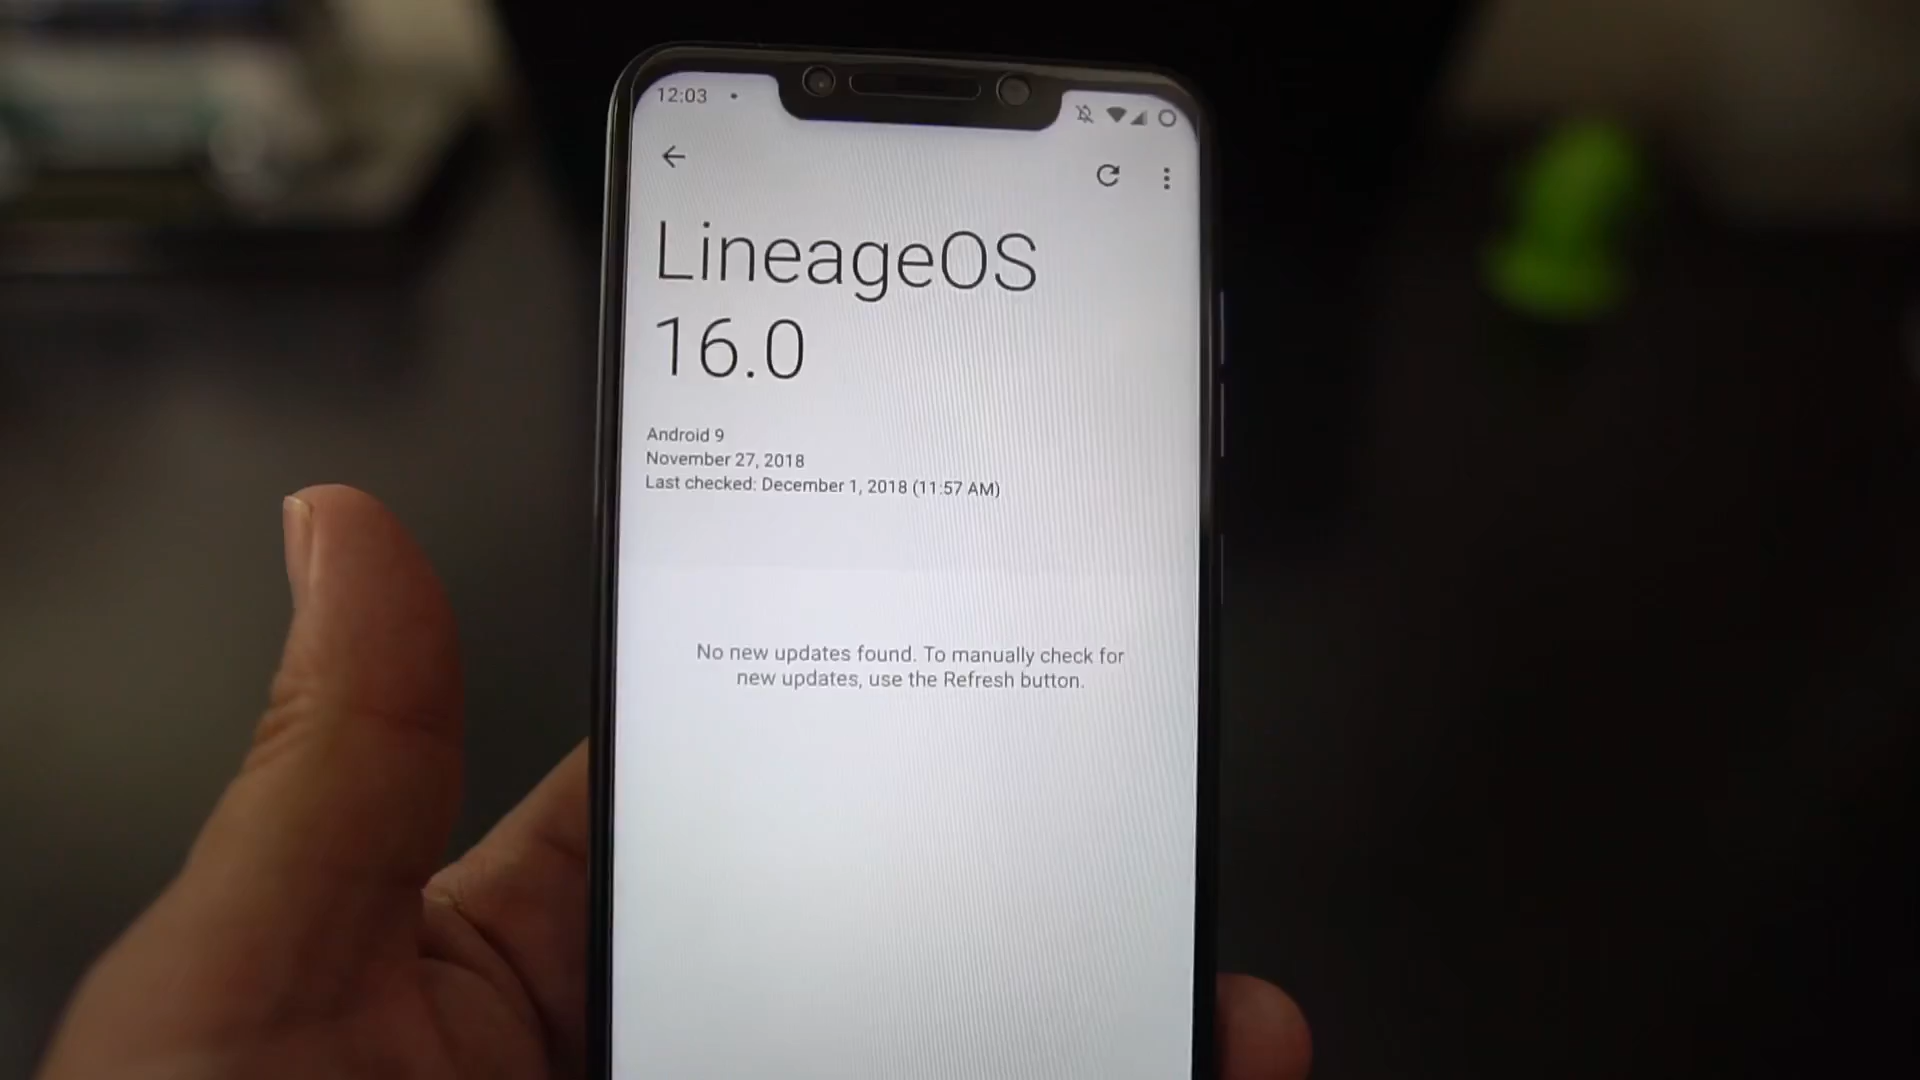 12:03
LineageOS
16.0
Android 9
November 27, 2018
Last checked: December 1, 2018 (11:57 AM)
No new updates found. To manually check for
new updates, use the Refresh button.